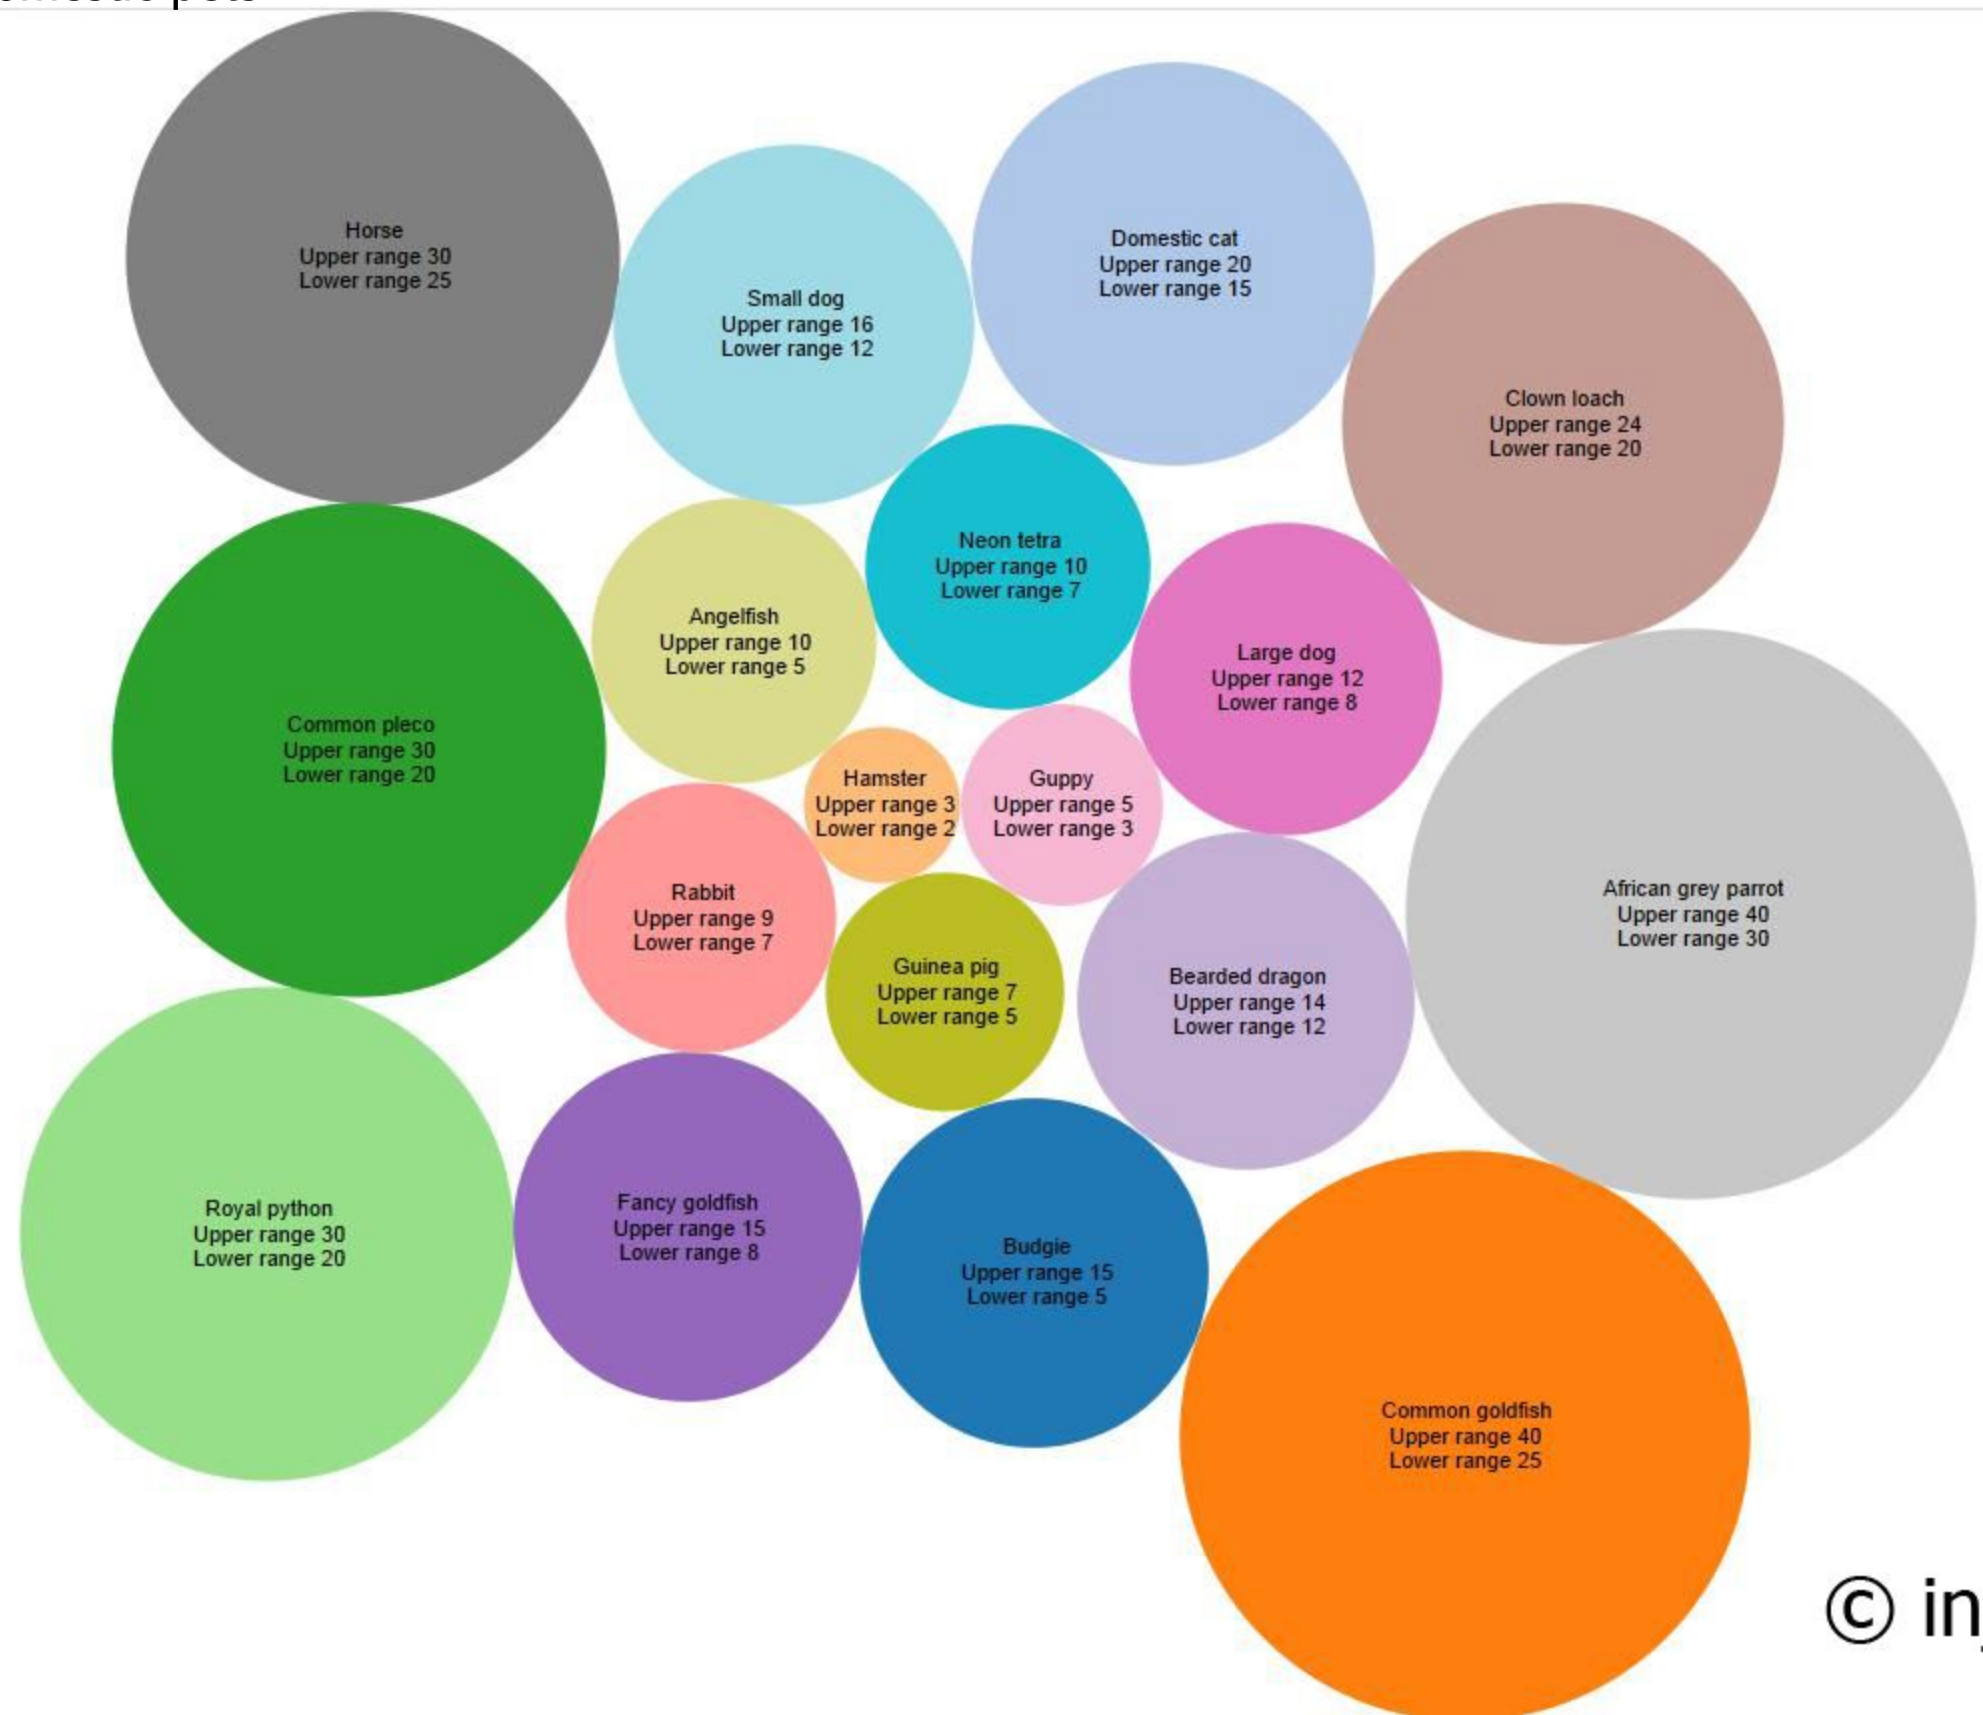 pets
Horse
Upper range 30
Lower range 25
Small dog
Upper range 16
Lower range 12
Domestic cat
Upper range 20
Lower range 15
Clown loach
Upper range 24
Lower range 20
Neon tetra
Upper range 10
Lower range 7
Angelfish
Upper range 10
Lower range 5
Large dog
Upper range 12
Lower range 8
Common pleco
Upper range 30
Lower range 20
Hamster
Upper range 3
Lower range 2
Guppy
Upper range 5
Lower range 3
Rabbit
Upper range 9
Lower range 7
African grey parrot
Upper range 40
Lower range 30
Guinea pig
Upper range 7
Lower range 5
Bearded dragon
Upper range 14
Lower range 12
Royal python
Upper range 30
Lower range 20
Fancy goldfish
Upper range 15
Lower range 8
Budgie
Upper range 15
Lower range 5
Common goldfish
Upper range 40
Lower range 25
© in